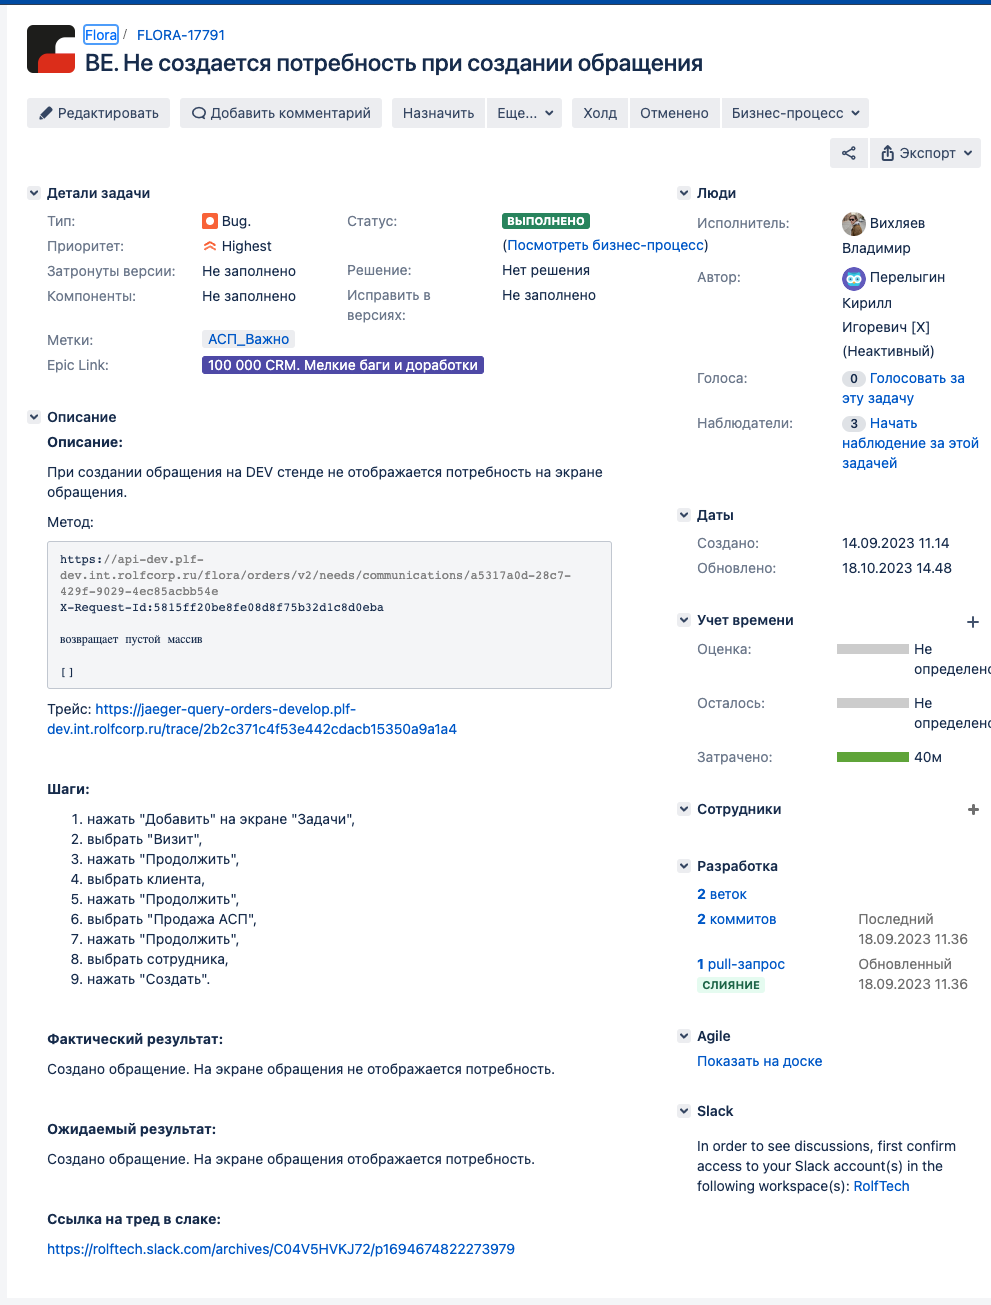 Flora / FLORA-17791
BE. Не создается потребность при создании обращения
Редактировать Добавить комментарий Назначить Еще... Холд Отменено Бизнес-процесс
Экспорт
Детали задачи
Тип: Bug.
Приоритет: Highest
Затронуты версии: Не заполнено
Компоненты: Не заполнено
Статус: ВЫПОЛНЕНО
(Посмотреть бизнес-процесс)
Решение: Нет решения
Исправить в Не заполнено
версиях:
Метки: АСП_Важно
Epic Link: 100 000 CRM. Мелкие баги и доработки
Описание
Описание:
При создании обращения на DEV стенде не отображается потребность на экране
обращения.
Метод:
https://api-dev.plf-
dev.int.rolfcorp.ru/flora/orders/v2/needs/communications/a5317a0d-28c7-
429f-9029-4ec85acbb54e
X-Request-Id:5815ff20be8fe08d8f75b32d1c8d0eba
возвращает пустой массив
[]
Трейс: https://jaeger-query-orders-develop.plf-
dev.int.rolfcorp.ru/trace/2b2c371c4f53e442cdacb15350a9a1a4
Шаги:
1. нажать "Добавить" на экране "Задачи",
2. выбрать "Визит",
3. нажать "Продолжить",
4. выбрать клиента,
5. нажать "Продолжить",
6. выбрать "Продажа АСП",
7. нажать "Продолжить",
8. выбрать сотрудника,
9. нажать "Создать".
Фактический результат:
Создано обращение. На экране обращения не отображается потребность.
Ожидаемый результат:
Создано обращение. На экране обращения отображается потребность.
Ссылка на тред в слаке:
https://rolftech.slack.com/archives/C04V5HVKJ72/p1694674822273979
Люди
Исполнитель: Вихляев
Владимир
Автор: Перелыгин
Кирилл
Игоревич [X]
(Неактивный)
Голоса: 0 Голосовать за
эту задачу
Наблюдатели: 3 Начать
наблюдение за этой
задачей
Даты
Создано: 14.09.2023 11.14
Обновлено: 18.10.2023 14.48
Учет времени +
Оценка: Не
определено
Осталось: Не
определено
Затрачено: 40м
Сотрудники +
Разработка
2 веток
2 коммитов Последний
18.09.2023 11.36
1 pull-запрос Обновленный
СЛИЯНИЕ 18.09.2023 11.36
Agile
Показать на доске
Slack
In order to see discussions, first confirm
access to your Slack account(s) in the
following workspace(s): RolfTech